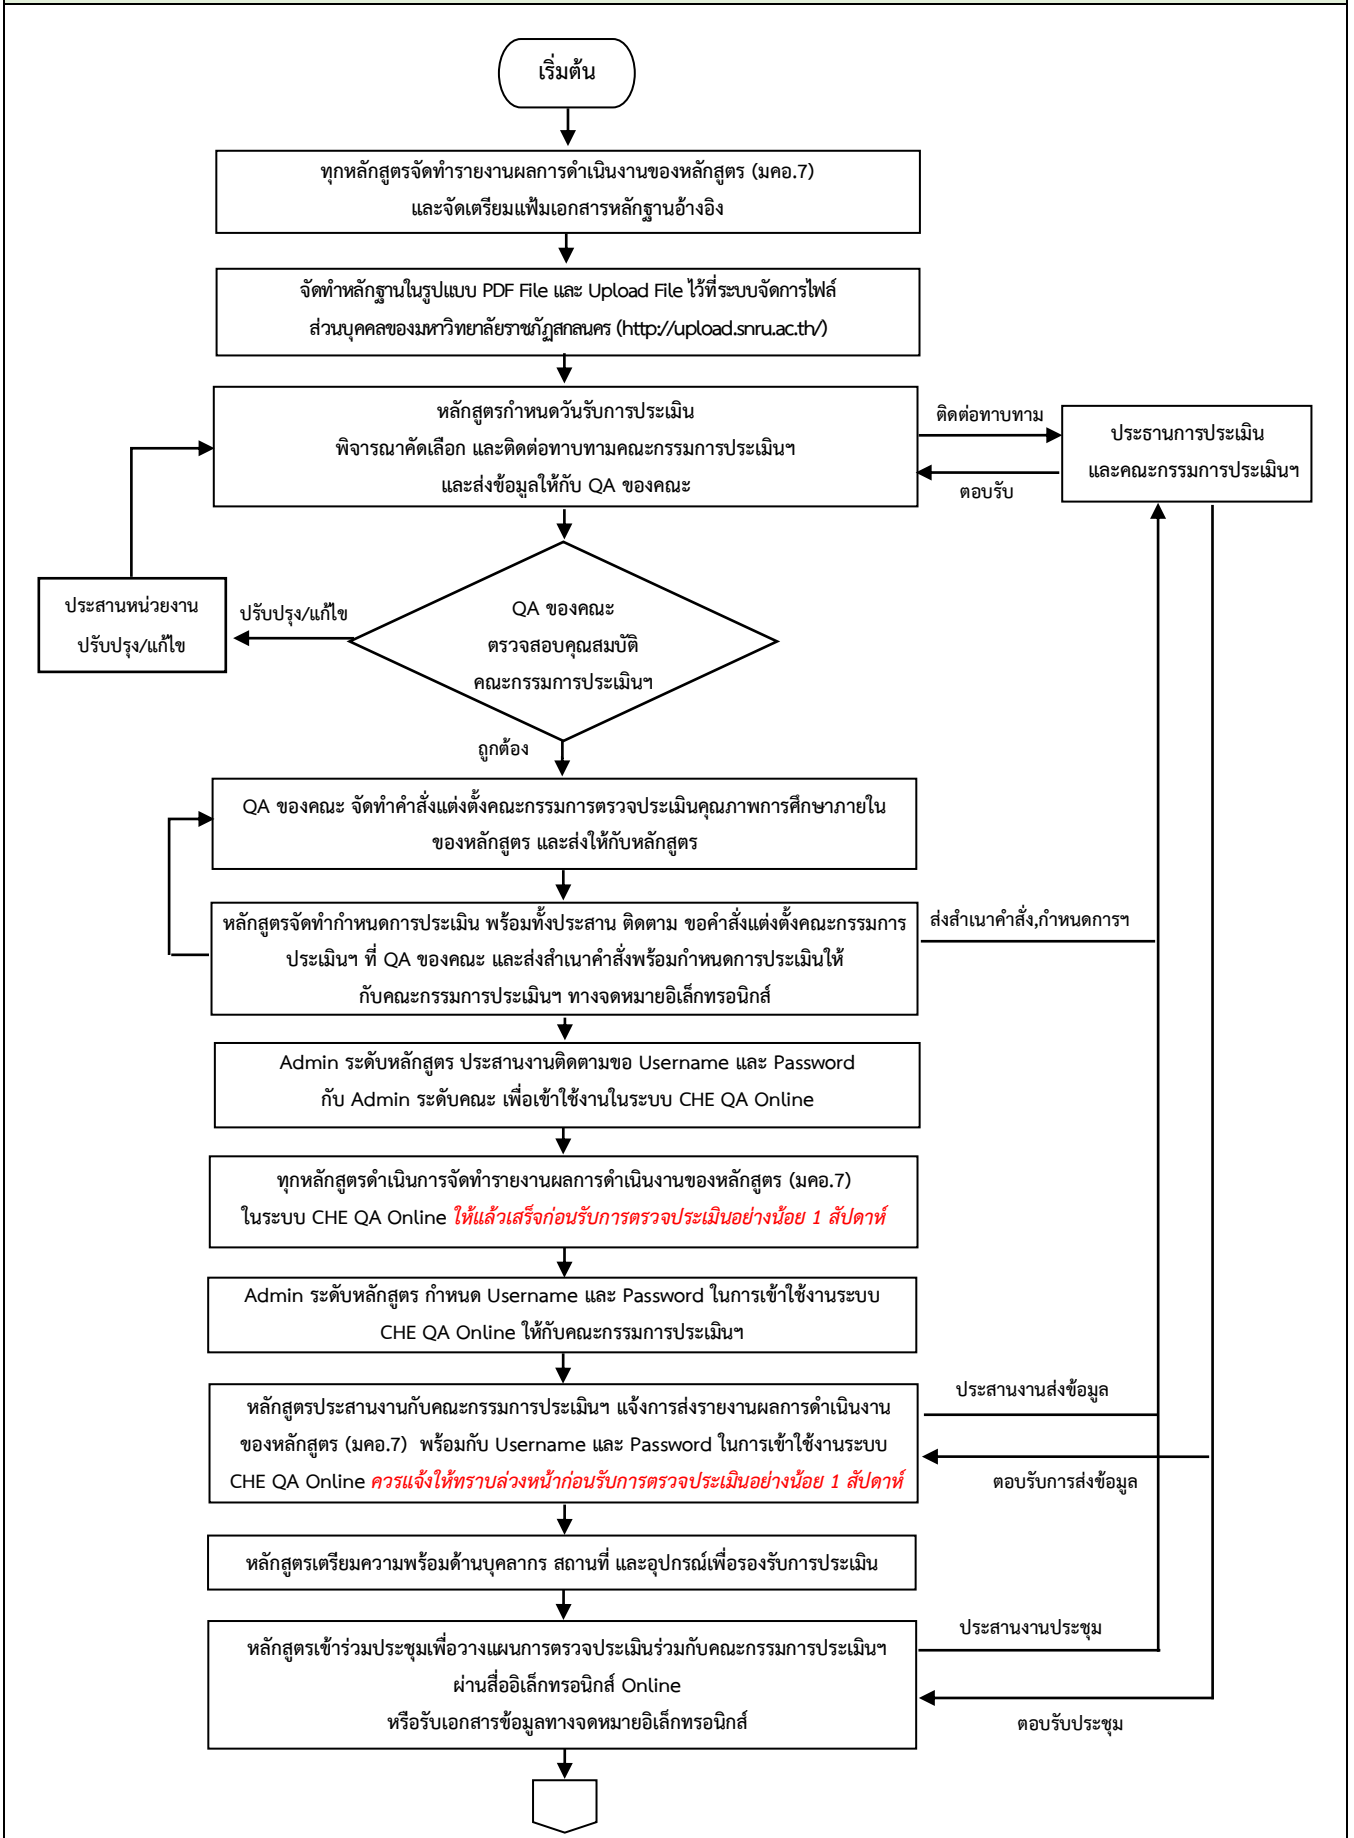 เริ่มต้น
ทุกหลักสูตรจัดทำรายงานผลการดำเนินงานของหลักสูตร (มคอ.7)
และจัดเตรียมแฟ้มเอกสารหลักฐานอ้างอิง
จัดทำหลักฐานในรูปแบบ PDF File และ Upload File ไว้ที่ระบบจัดการไฟล์
ส่วนบุคคลของมหาวิทยาลัยราชภัฏสกลนคร (http://upload.snru.ac.th/)
หลักสูตรกำหนดวันรับการประเมิน
พิจารณาคัดเลือก และติดต่อทาบทามคณะกรรมการประเมินฯ
และส่งข้อมูลให้กับ QA ของคณะ
ติดต่อทาบทาม
ตอบรับ
ประธานการประเมิน
และคณะกรรมการประเมินฯ
ประสานหน่วยงาน
ปรับปรุง/แก้ไข
ปรับปรุง/แก้ไข
QA ของคณะ
ตรวจสอบคุณสมบัติ
คณะกรรมการประเมินฯ
ถูกต้อง
QA ของคณะ จัดทำคำสั่งแต่งตั้งคณะกรรมการตรวจประเมินคุณภาพการศึกษาภายใน
ของหลักสูตร และส่งให้กับหลักสูตร
หลักสูตรจัดทำกำหนดการประเมิน พร้อมทั้งประสาน ติดตาม ขอคำสั่งแต่งตั้งคณะกรรมการ
ประเมินฯ ที่ QA ของคณะ และส่งสำเนาคำสั่งพร้อมกำหนดการประเมินให้
กับคณะกรรมการประเมินฯ ทางจดหมายอิเล็กทรอนิกส์
ส่งสำเนาคำสั่ง,กำหนดการฯ
Admin ระดับหลักสูตร ประสานงานติดตามขอ Username และ Password
กับ Admin ระดับคณะ เพื่อเข้าใช้งานในระบบ CHE QA Online
ทุกหลักสูตรดำเนินการจัดทำรายงานผลการดำเนินงานของหลักสูตร (มคอ.7)
ในระบบ CHE QA Online ให้แล้วเสร็จก่อนรับการตรวจประเมินอย่างน้อย 1 สัปดาห์
Admin ระดับหลักสูตร กำหนด Username และ Password ในการเข้าใช้งานระบบ
CHE QA Online ให้กับคณะกรรมการประเมินฯ
หลักสูตรประสานงานกับคณะกรรมการประเมินฯ แจ้งการส่งรายงานผลการดำเนินงาน
ของหลักสูตร (มคอ.7) พร้อมกับ Username และ Password ในการเข้าใช้งานระบบ
CHE QA Online ควรแจ้งให้ทราบล่วงหน้าก่อนรับการตรวจประเมินอย่างน้อย 1 สัปดาห์
ประสานงานส่งข้อมูล
ตอบรับการส่งข้อมูล
หลักสูตรเตรียมความพร้อมด้านบุคลากร สถานที่ และอุปกรณ์เพื่อรองรับการประเมิน
หลักสูตรเข้าร่วมประชุมเพื่อวางแผนการตรวจประเมินร่วมกับคณะกรรมการประเมินฯ
ผ่านสื่ออิเล็กทรอนิกส์ Online
หรือรับเอกสารข้อมูลทางจดหมายอิเล็กทรอนิกส์
ประสานงานประชุม
ตอบรับประชุม